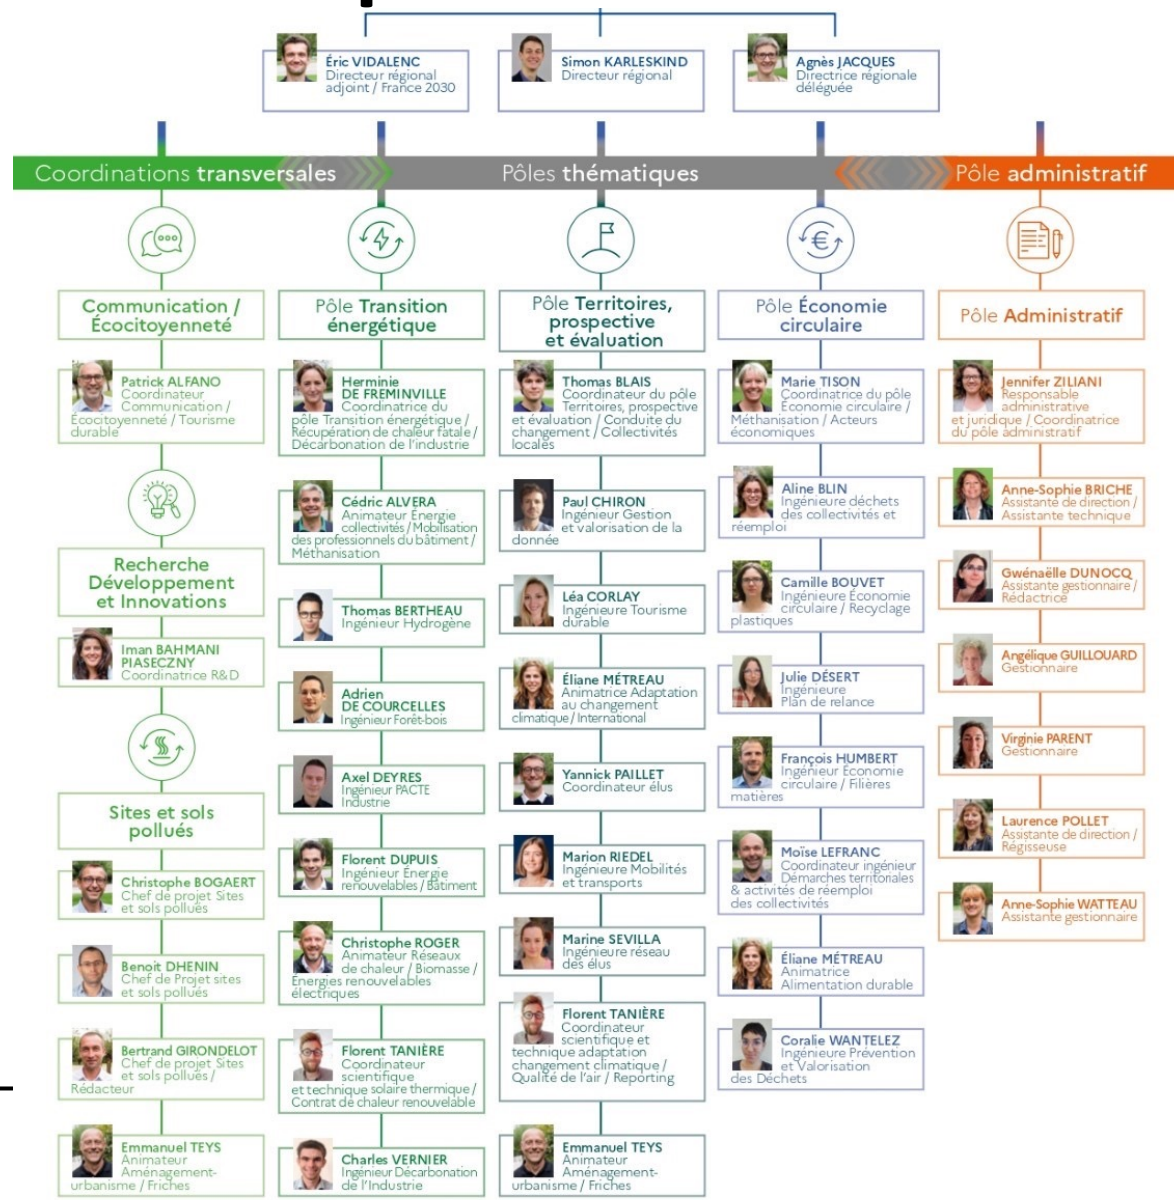 Éric VIDALENC
Directeur régional
adjoint / France 2030
Simon KARLESKIND
Directeur régional
Agnès JACQUES
Directrice régionale
déléguée
Coordinations transversales
Pôles thématiques
Pôle administratif
Communication /
Écocitoyenneté
Patrick ALFANO
Coordinateur
Communication /
Écocitoyenneté / Tourisme
durable
Recherche
Développement
et Innovations
Iman BAHMANI
PIASECZNY
Coordinatrice R&D
Sites et sols
pollués
Christophe BOGAERT
Chef de projet Sites
et sols pollués
Benoit DHENIN
Chef de Projet sites
et sols pollués
Bertrand GIRONDELOT
Chef de projet Sites
et sols pollués /
Rédacteur
Emmanuel TEYS
Animateur
Aménagement-
urbanisme / Friches
Pôle Transition
énergétique
Herminie
DE FREMINVILLE
Coordinatrice du
pôle Transition énergétique /
Récupération de chaleur fatale /
Décarbonation de l'industrie
Cédric ALVERA
Animateur Énergie
collectivités / Mobilisation
des professionnels du bâtiment /
Méthanisation
Thomas BERTHEAU
Ingénieur Hydrogène
Adrien
DE COURCELLES
Ingénieur Forêt-bois
Axel DEYRES
Ingénieur PACTE
Industrie
Florent DUPUIS
Ingénieur Énergie
renouvelables / Bâtiment
Christophe ROGER
Animateur Réseaux
de chaleur / Biomasse /
Énergies renouvelables
électriques
Florent TANIÈRE
Coordinateur
scientifique
et technique solaire thermique /
Contrat de chaleur renouvelable
Charles VERNIER
Ingénieur Décarbonation
de l'Industrie
Pôle Territoires,
prospective
et évaluation
Thomas BLAIS
Coordinateur du pôle
Territoires, prospective
et évaluation / Conduite du
changement / Collectivités
locales
Paul CHIRON
Ingénieur Gestion
et valorisation de la
donnée
Léa CORLAY
Ingénieure Tourisme
durable
Éliane MÉTREAU
Animatrice Adaptation
au changement
climatique / International
Yannick PAILLET
Coordinateur élus
Marion RIEDEL
Ingénieure Mobilités
et transports
Marine SEVILLA
Ingénieure réseau
des élus
Florent TANIÈRE
Coordinateur
scientifique et
technique adaptation
changement climatique /
Qualité de l'air / Reporting
Emmanuel TEYS
Animateur
Aménagement-
urbanisme / Friches
Pôle Économie
circulaire
Marie TISON
Coordinatrice du pôle
Économie circulaire /
Méthanisation / Acteurs
économiques
Aline BLIN
Ingénieure déchets
des collectivités et
réemploi
Camille BOUVET
Ingénieure Économie
circulaire / Recyclage
plastiques
Julie DÉSERT
Ingénieure
Plan de relance
François HUMBERT
Ingénieur Économie
circulaire / Filières
matières
Moïse LEFRANC
Coordinateur ingénieur
Démarches territoriales
& activités de réemploi
des collectivités
Éliane MÉTREAU
Animatrice
Alimentation durable
Coralie WANTELEZ
Ingénieure Prévention
et Valorisation
des Déchets
Pôle Administratif
Jennifer ZILIANI
Responsable
administrative
et juridique / Coordinatrice
du pôle administratif
Anne-Sophie BRICHE
Assistante de direction /
Assistante technique
Gwénaëlle DUNOCQ
Assistante gestionnaire /
Rédactrice
Angélique GUILLOUARD
Gestionnaire
Virginie PARENT
Gestionnaire
Laurence POLLET
Assistante de direction /
Régisseuse
Anne-Sophie WATTEAU
Assistante gestionnaire